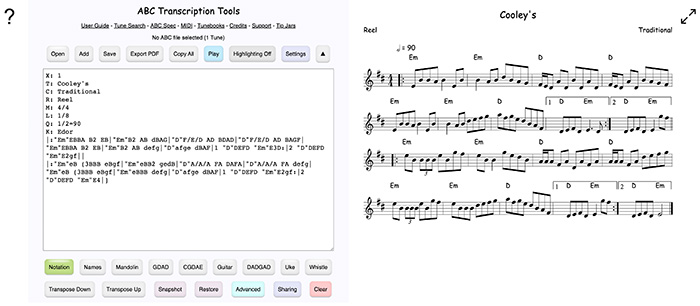 ?
ABC Transcription Tools
User Guide - Tune Search - ABC Spec - MIDI - Tunebooks - Credits - Support - Tip Jars
No ABC file selected (1 Tune)
Open Add Save Export PDF Copy All Play Highlighting Off Settings ▲
X: 1
T: Cooley's
C: Traditional
R: Reel
M: 4/4
L: 1/8
Q: 1/2=90
K: Edor
|:"Em"EBBA B2 EB|"Em"B2 AB dBAG|"D"F/E/D AD BDAD|"D"F/E/D AD BAGF|
"Em"EBBA B2 EB|"Em"B2 AB defg|"D"afge dBAF|1 "D"DEFD "Em"E3D:|2 "D"DEFD
"Em"E2gf||
|:"Em"eB (3BBB eBgf|"Em"eBB2 gedB|"D"A/A/A FA DAFA|"D"A/A/A FA defg|
"Em"eB (3BBB eBgf|"Em"eBBB defg|"D"afge dBAF|1 "D"DEFD "Em"E2gf:|2
"D"DEFD "Em"E4|]
Notation Names Mandolin GDAD CGDAE Guitar DADGAD Uke Whistle
Transpose Down Transpose Up Snapshot Restore Advanced Sharing Clear
Cooley's
Reel Traditional
= 90
Em Em D D
Em Em D 1 D Em 2 D Em
Em Em D D
Em Em D 1 D Em 2 D Em